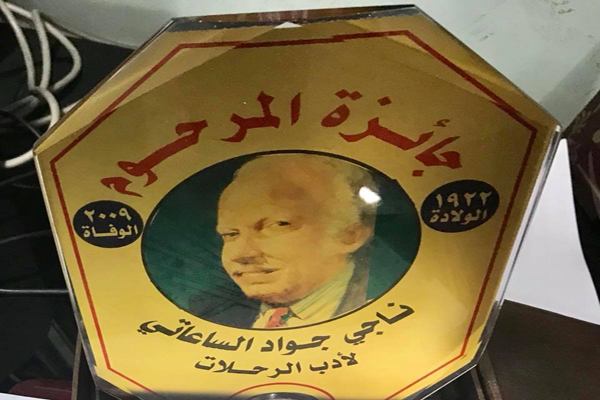 جائزة المرحوم
١٩٢٢
الولادة
٢٠٠٩
الوفاة
ناجي جواد الساعاتي
لأدب الرحلات